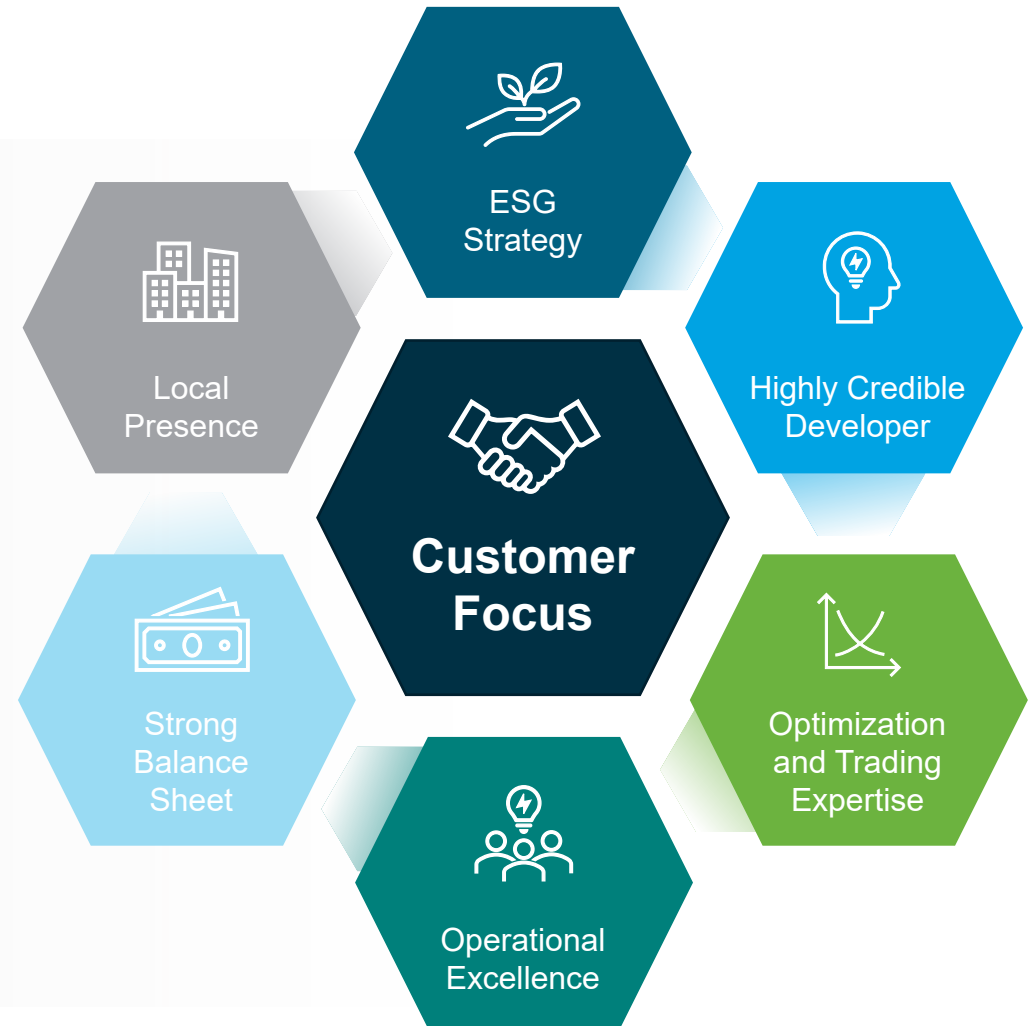 ESG
Strategy
Highly Credible
Developer
Optimization
and Trading
Expertise
Operational
Excellence
Strong
Balance
Sheet
Local
Presence
Customer
Focus